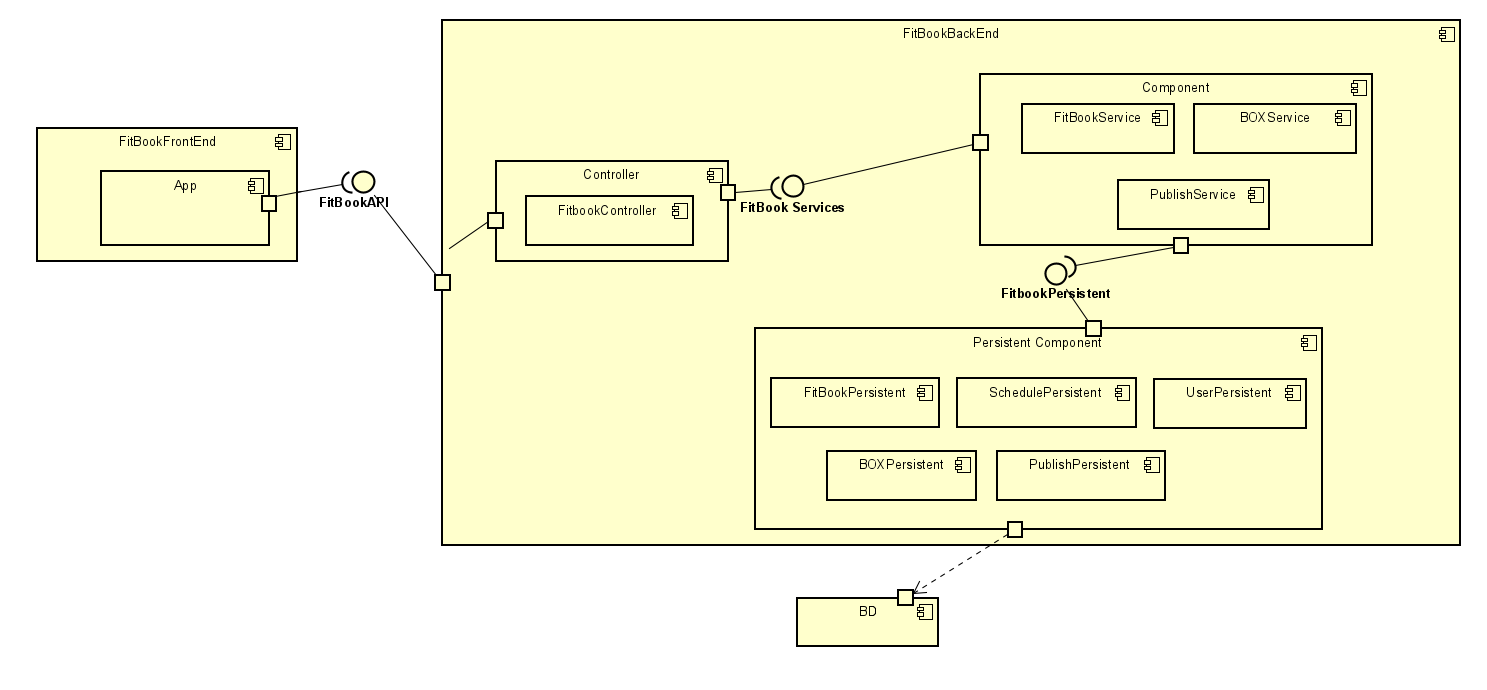 FitBookBackEnd
Component
FitBookService
BOXService
FitBookFrontEnd
App
FitBookAPI
Controller
FitbookController
FitBook Services
PublishService
FitbookPersistent
Persistent Component
FitBookPersistent
SchedulePersistent
UserPersistent
BOXPersistent
PublishPersistent
BD